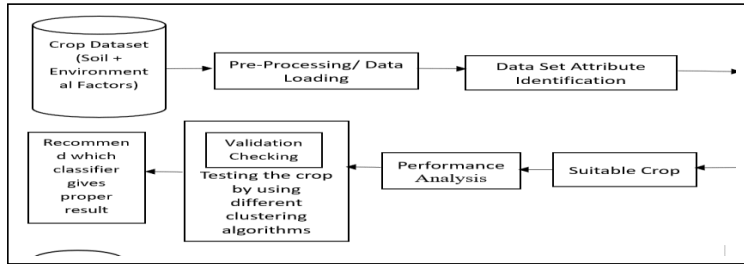 Crop Dataset
(Soil +
Environment
al Factors)
Pre-Processing/ Data
Loading
Data Set Attribute
Identification
Recommen
d which
classifier
gives
proper
result
Validation
Checking
Testing the crop
by using
different
clustering
algorithms
Performance
Analysis
Suitable Crop